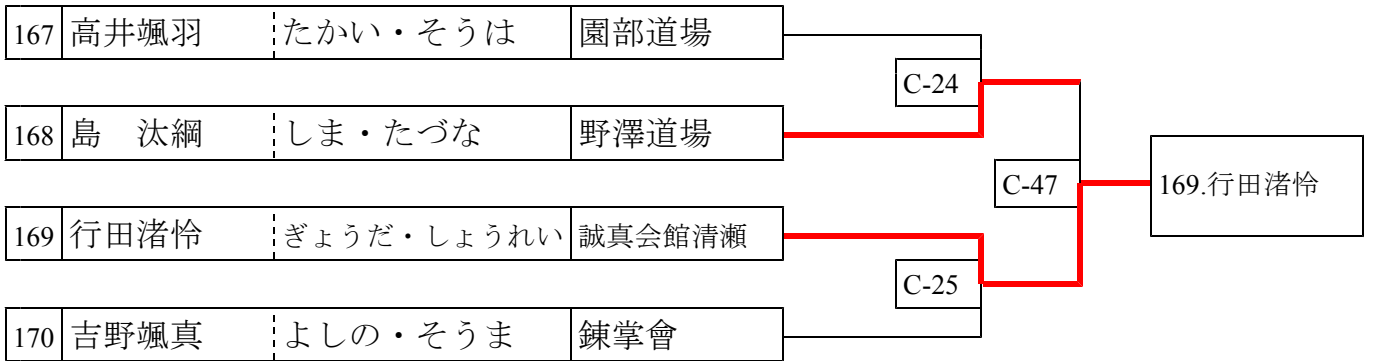 167 高井颯羽 たかい・そうは 園部道場
C-24
168 島　汰綱 しま・たづな 野澤道場
C-47 169.行田渚怜
169 行田渚怜 ぎょうだ・しょうれい 誠真会館清瀬
C-25
170 吉野颯真 よしの・そうま 錬掌會